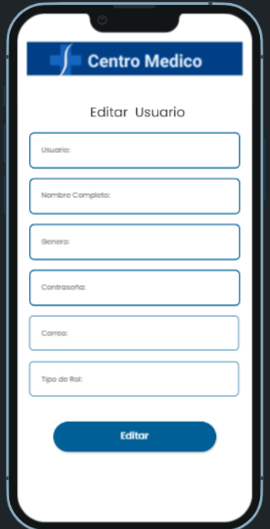 Centro Medico
Editar Usuario
Usuario:
Nombre Completo:
Genero:
Contraseña:
Correo:
Tipo de Rol:
Editar